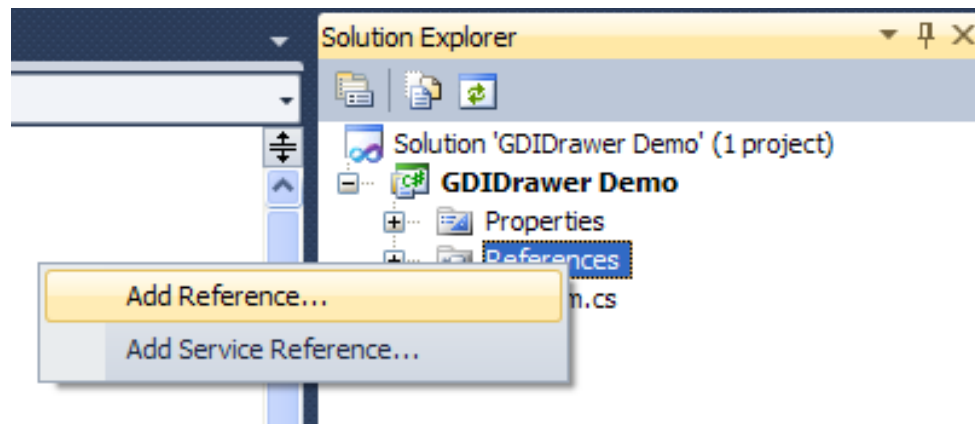 Solution Explorer
Solution 'GDIDrawer Demo' (1 project)
GDIDrawer Demo
Properties
References
Add Reference...
m.cs
Add Service Reference...